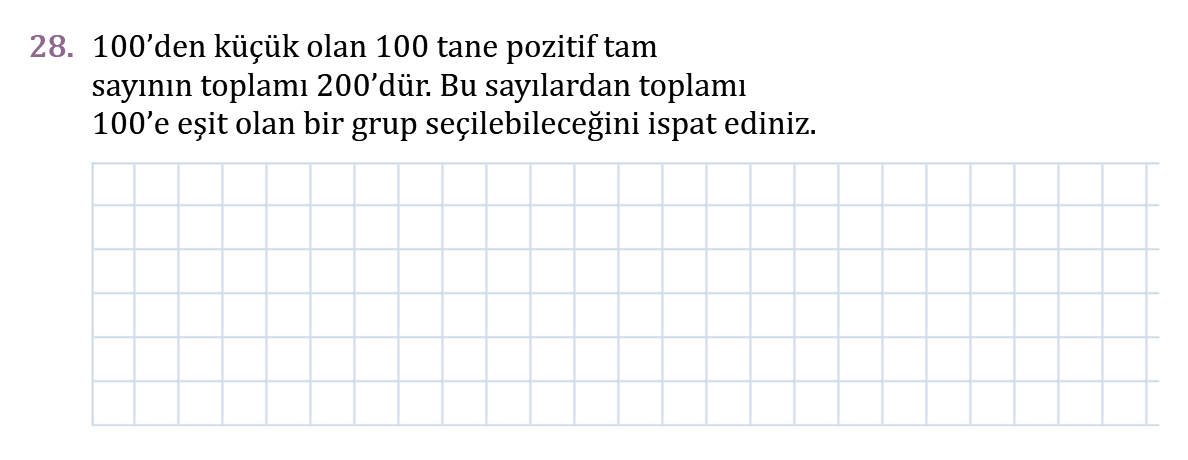 28. 100’den küçük olan 100 tane pozitif tam
sayının toplamı 200’dür. Bu sayılardan toplamı
100’e eşit olan bir grup seçilebileceğini ispat ediniz.